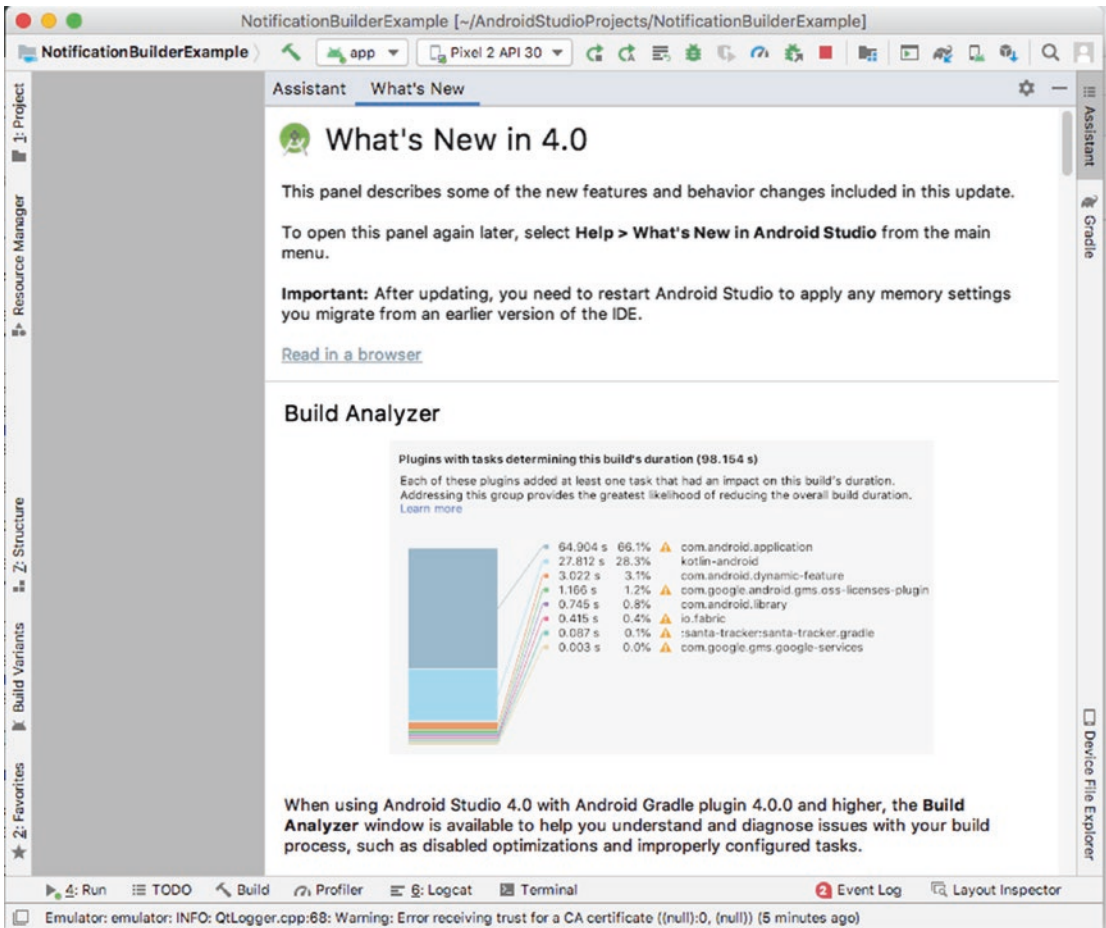 NotificationBuilderExample [~/AndroidStudioProjects/NotificationBuilderExample]
NotificationBuilderExample
app
Pixel 2 API 30
1: Project
Resource Manager
Z: Structure
Build Variants
2: Favorites
Assistant
What's New
What's New in 4.0
This panel describes some of the new features and behavior changes included in this update.
To open this panel again later, select Help > What's New in Android Studio from the main
menu.
Important: After updating, you need to restart Android Studio to apply any memory settings
you migrate from an earlier version of the IDE.
Read in a browser
Build Analyzer
Plugins with tasks determining this build's duration (98.154 s)
Each of these plugins added at least one task that had an impact on this build's duration.
Addressing this group provides the greatest likelihood of reducing the overall build duration.
Learn more
64.904 s 66.1% com.android.application
27.812 s 28.3% kotlin-android
3.022 s 3.1% com.android.dynamic-feature
1.166 s 1.2% com.google.android.gms.oss-licenses-plugin
0.745 s 0.8% com.android.library
0.415 s 0.4% io.fabric
0.087 s 0.1% :santa-tracker:santa-tracker.gradle
0.003 s 0.0% com.google.gms.google-services
When using Android Studio 4.0 with Android Gradle plugin 4.0.0 and higher, the Build
Analyzer window is available to help you understand and diagnose issues with your build
process, such as disabled optimizations and improperly configured tasks.
Assistant
Gradle
Device File Explorer
4: Run
TODO
Build
Profiler
6: Logcat
Terminal
2 Event Log
Layout Inspector
Emulator: emulator: INFO: QtLogger.cpp:68: Warning: Error receiving trust for a CA certificate ((null):0, (null)) (5 minutes ago)